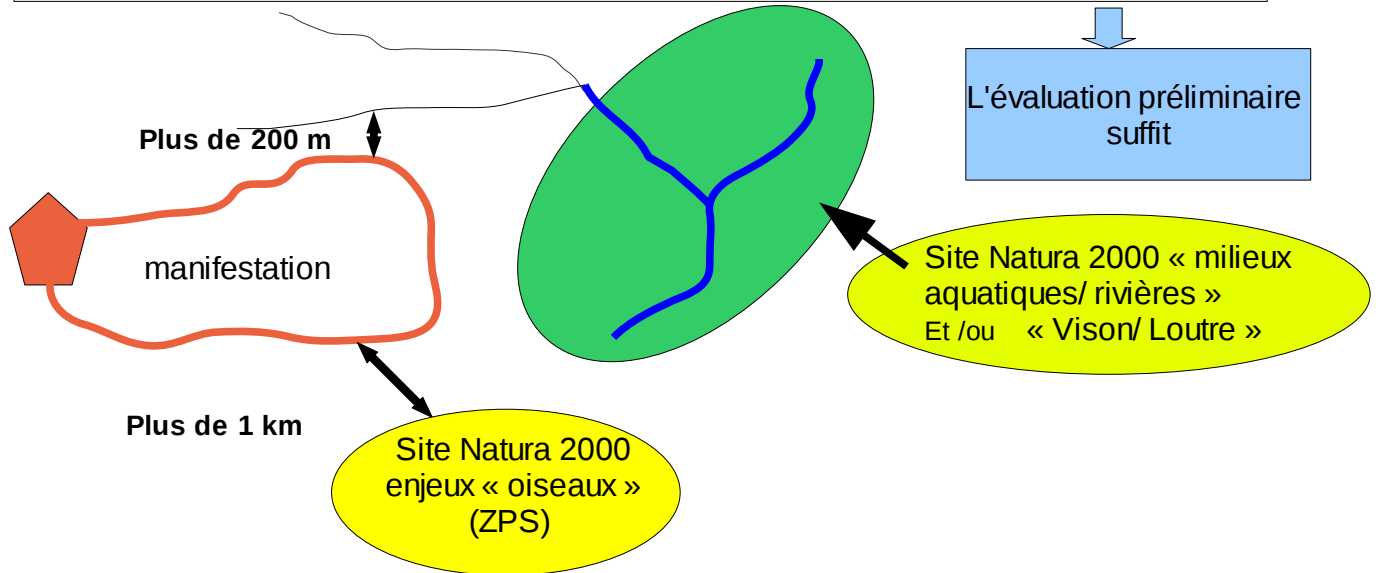 L'évaluation préliminaire
suffit
Plus de 200 m
manifestation
Site Natura 2000 « milieux
aquatiques/ rivières »
Et /ou « Vison/ Loutre »
Plus de 1 km
Site Natura 2000
enjeux « oiseaux »
(ZPS)